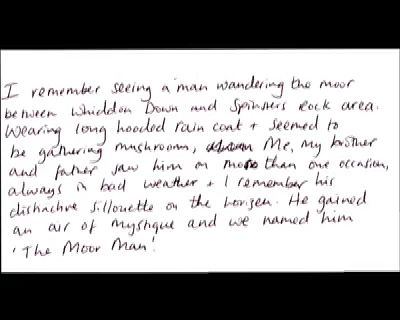 I remember seeing a man wandering the moor
between Whiddon Down and Spinsters Rock area.
Wearing long hooded rain coat + seemed to
be gathering mushroom, Me, my brother
and father saw him on more than one occasion,
always in bad weather + I remember his
distinctive sillouette on the horizen. He gained
an air of mystique and we named him
'The Moor Man'.